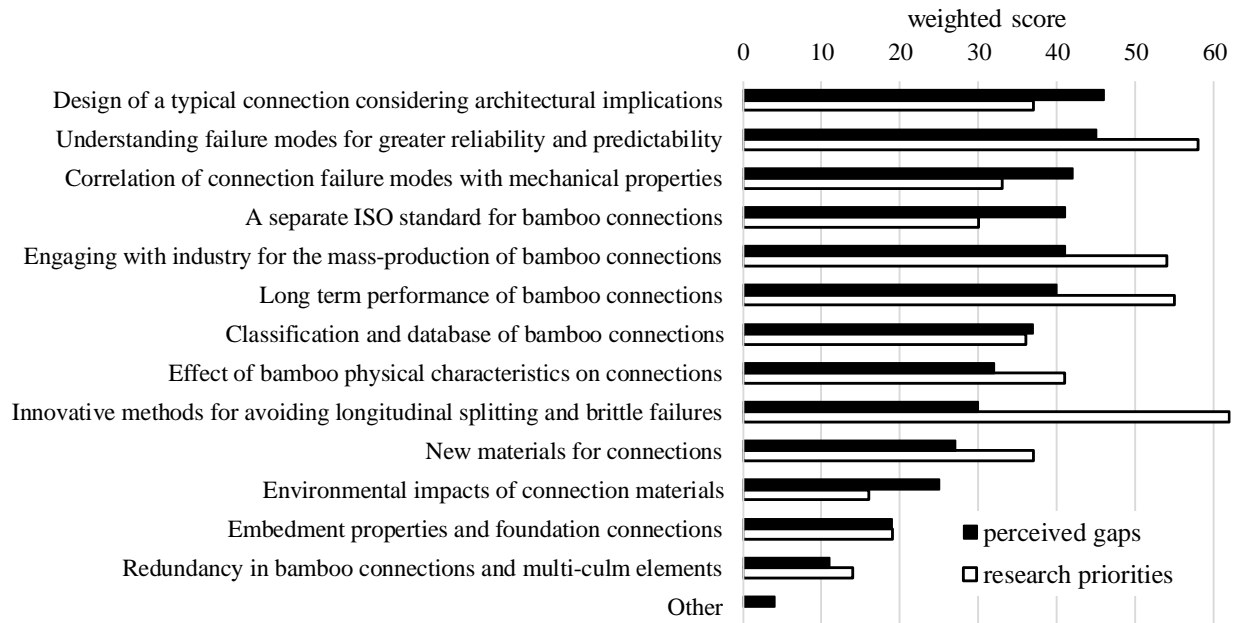 weighted score
0 10 20 30 40 50 60
Design of a typical connection considering architectural implications
Understanding failure modes for greater reliability and predictability
Correlation of connection failure modes with mechanical properties
A separate ISO standard for bamboo connections
Engaging with industry for the mass-production of bamboo connections
Long term performance of bamboo connections
Classification and database of bamboo connections
Effect of bamboo physical characteristics on connections
Innovative methods for avoiding longitudinal splitting and brittle failures
New materials for connections
Environmental impacts of connection materials
Embedment properties and foundation connections
perceived gaps
Redundancy in bamboo connections and multi-culm elements
research priorities
Other